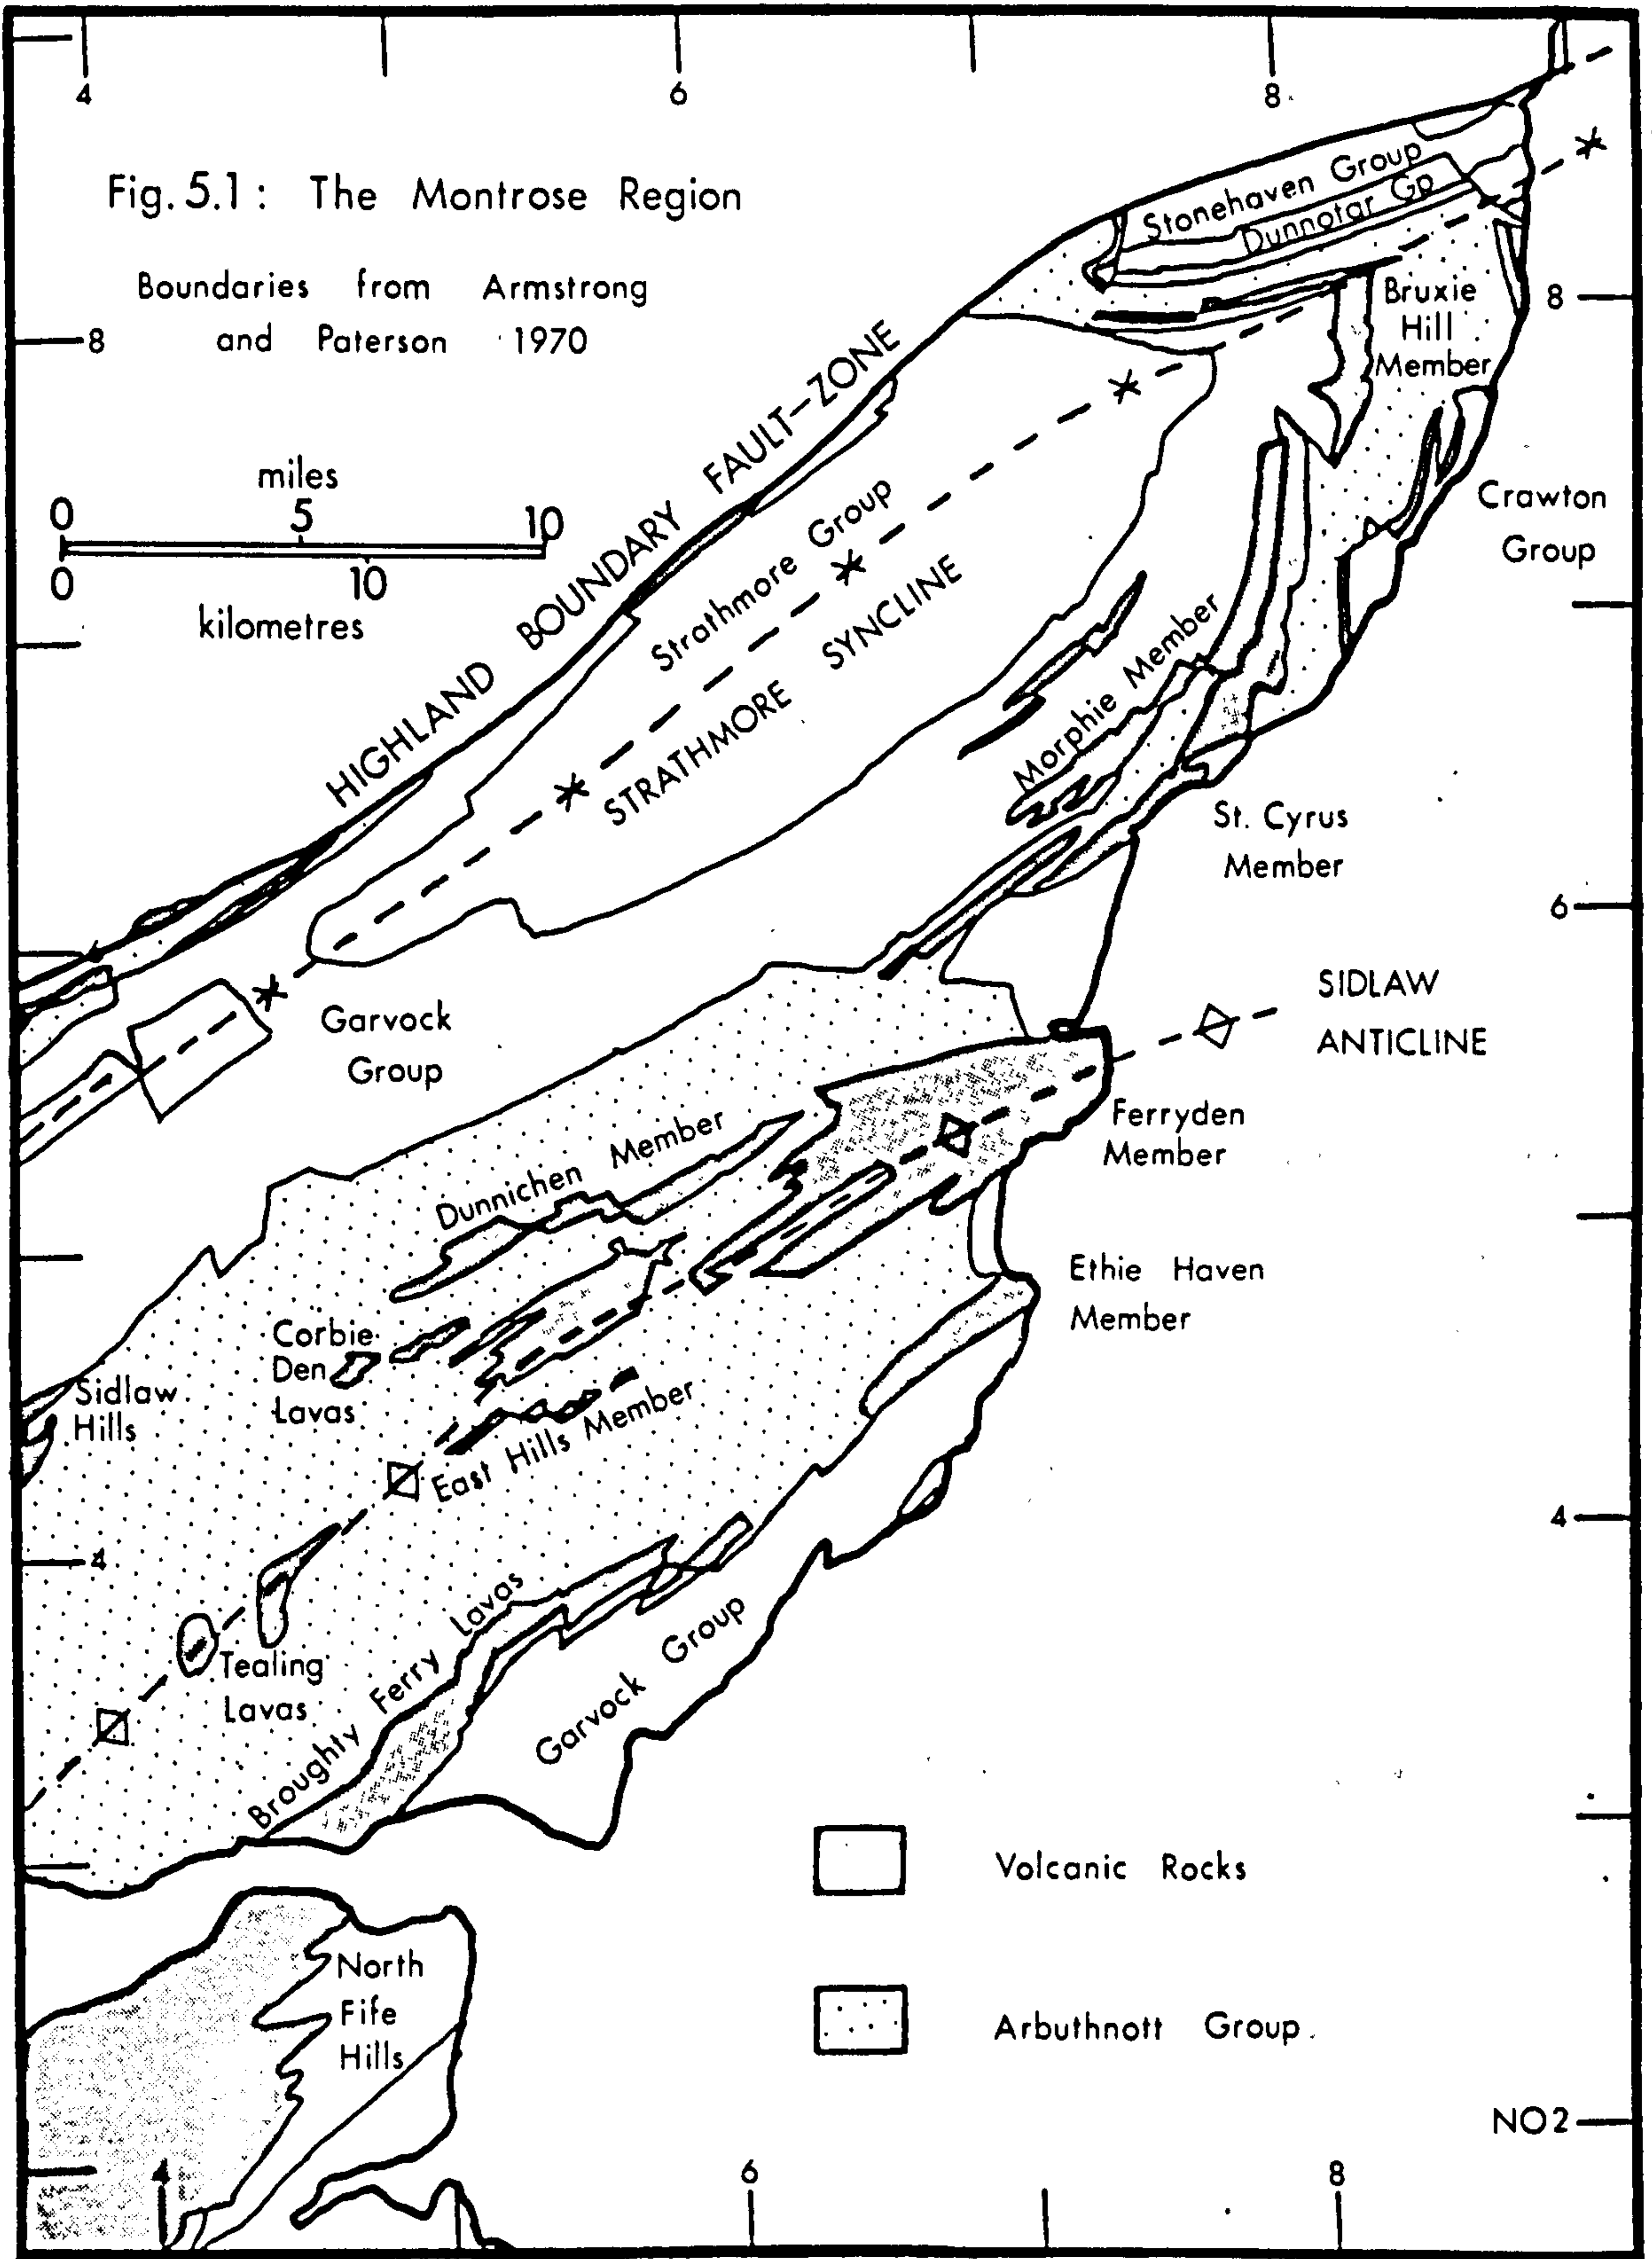 4
6
8
Fig. 5.1 : The Montrose Region
Boundaries from Armstrong
and Paterson 1970
8
miles
0 5 10
0 10
kilometres
HIGHLAND BOUNDARY FAULT-ZONE
Stonehaven Group
Dunnotar Gp
Bruxie
Hill
Member
8
Crawton
Group
Strathmore Group
STRATHMORE SYNCLINE
Morphie Member
St. Cyrus
Member
6
SIDLAW
ANTICLINE
Garvock
Group
Ferryden
Member
Dunnichen Member
Ethie Haven
Member
Corbie
Den
Lavas
Sidlaw
Hills
East Hills Member
4
4
Tealing
Lavas
Broughty Ferry Lavas
Garvock Group
Volcanic Rocks
North
Fife
Hills
Arbuthnott Group.
NO2
4
6
8